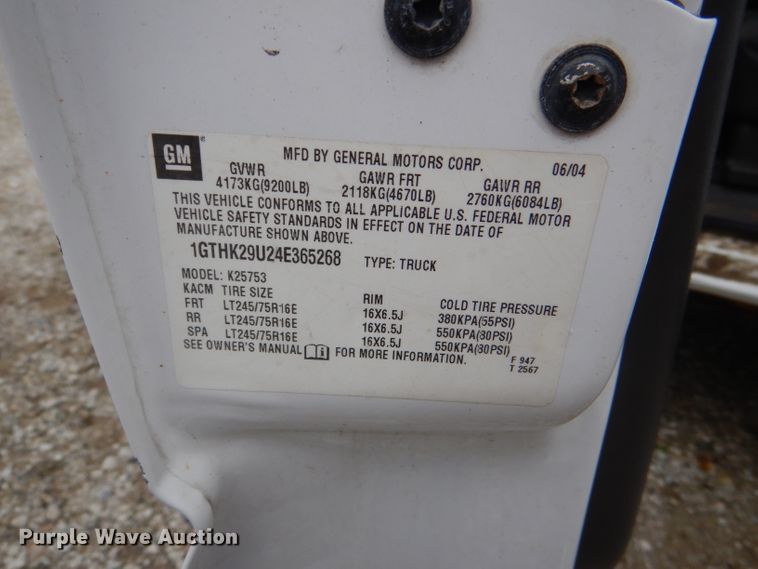 GM
MFD BY GENERAL MOTORS CORP. 06/04
GVWR GAWR FRT GAWR RR
4173KG(9200LB) 2118KG(4670LB) 2760KG(6084LB)
THIS VEHICLE CONFORMS TO ALL APPLICABLE U.S. FEDERAL MOTOR
VEHICLE SAFETY STANDARDS IN EFFECT ON THE DATE OF
MANUFACTURE SHOWN ABOVE.
1GTHK29U24E365268 TYPE: TRUCK
MODEL: K25753
KACM TIRE SIZE RIM COLD TIRE PRESSURE
FRT LT245/75R16E 16X6.5J 380KPA(55PSI)
RR LT245/75R16E 16X6.5J 550KPA(80PSI)
SPA LT245/75R16E 16X6.5J 550KPA(80PSI)
SEE OWNER'S MANUAL FOR MORE INFORMATION.
F 947
T 2567
Purple Wave Auction